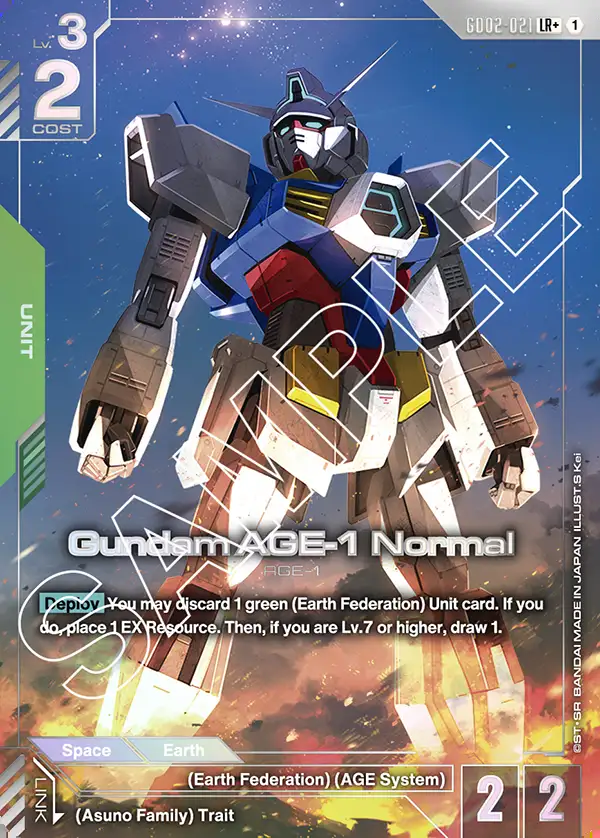 Lv. 3
2
COST
GD02-021 LR+ 1
UNIT
SAMPLE
Gundam AGE-1 Normal
AGE-1
Deploy You may discard 1 green (Earth Federation) Unit card. If you
do, place 1 EX Resource. Then, if you are Lv.7 or higher, draw 1.
Space Earth
(Earth Federation) (AGE System)
LINK
(Asuno Family) Trait
2 2
©ST・SR BANDAI MADE IN JAPAN ILLUST.S Kei